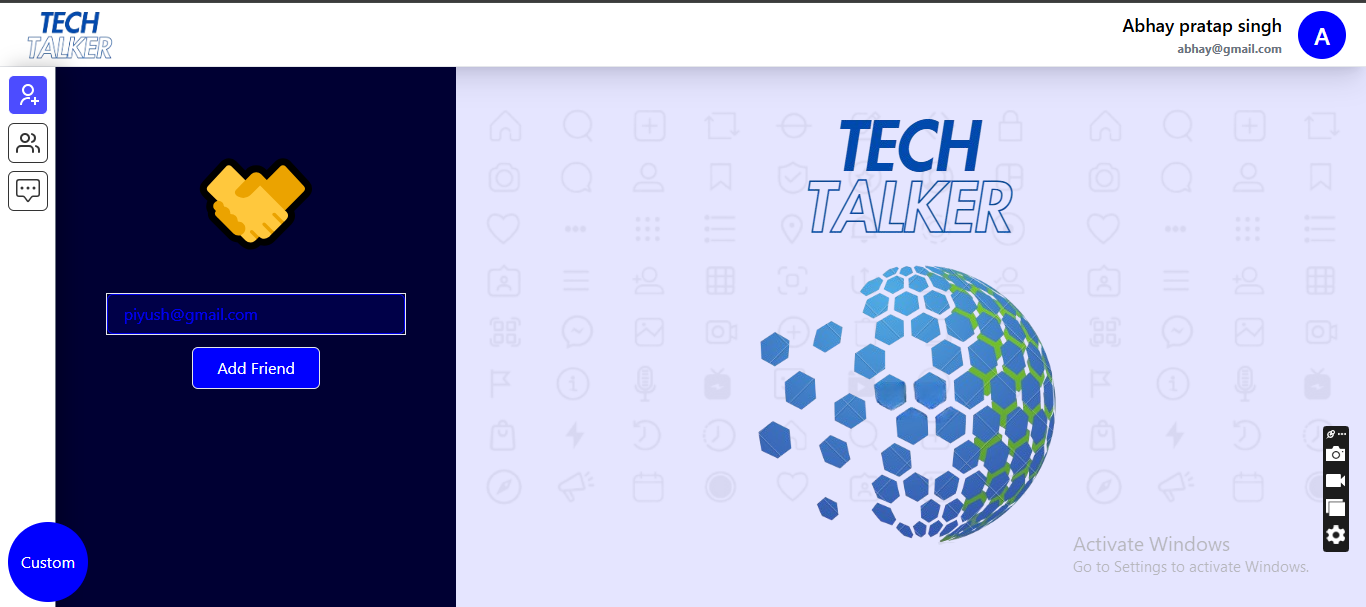 TECH
TALKER
Abhay pratap singh
abhay@gmail.com
A
TECH
TALKER
piyush@gmail.com
Add Friend
Custom
Activate Windows
Go to Settings to activate Windows.